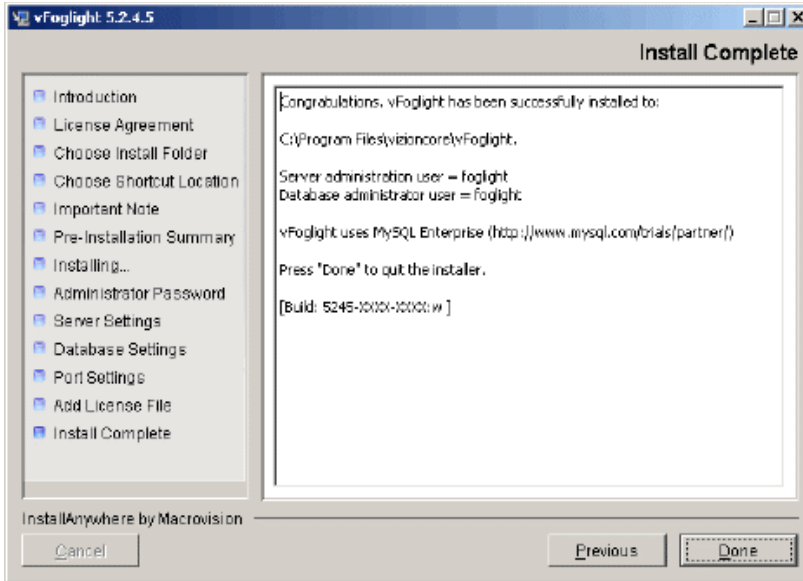 vFoglight 5.2.4.5
Install Complete
Introduction
License Agreement
Choose Install Folder
Choose Shortcut Location
Important Note
Pre-Installation Summary
Installing...
Administrator Password
Server Settings
Database Settings
Port Settings
Add License File
Install Complete
Congratulations. vFoglight has been successfully installed to:
C:\Program Files\vizioncore\vFoglight.
Server administration user = foglight
Database administrator user = foglight
vFoglight uses MySQL Enterprise (http://www.mysql.com/trials/partner/)
Press "Done" to quit the installer.
[Build: 5245-XXXX-XXXX:w ]
InstallAnywhere by Macrovision
Cancel
Previous
Done